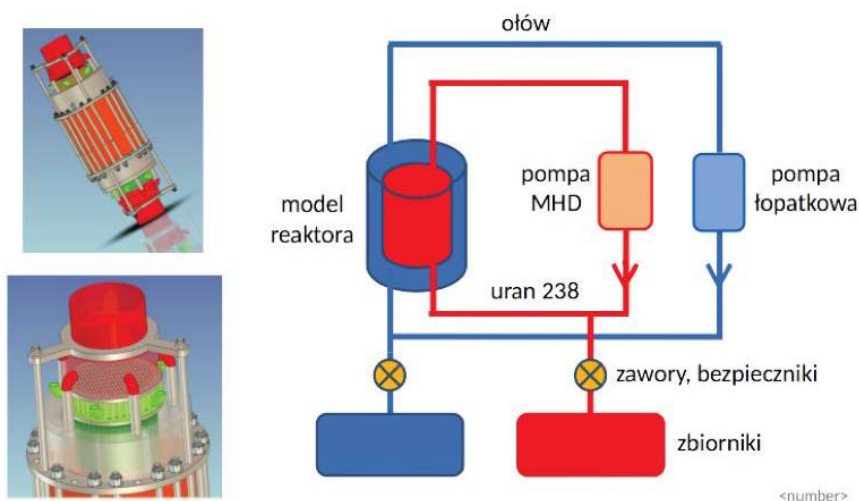 ołów
model
reaktora
pompa
MHD
pompa
łopatkowa
uran 238
zawory, bezpieczniki
zbiorniki
<number>